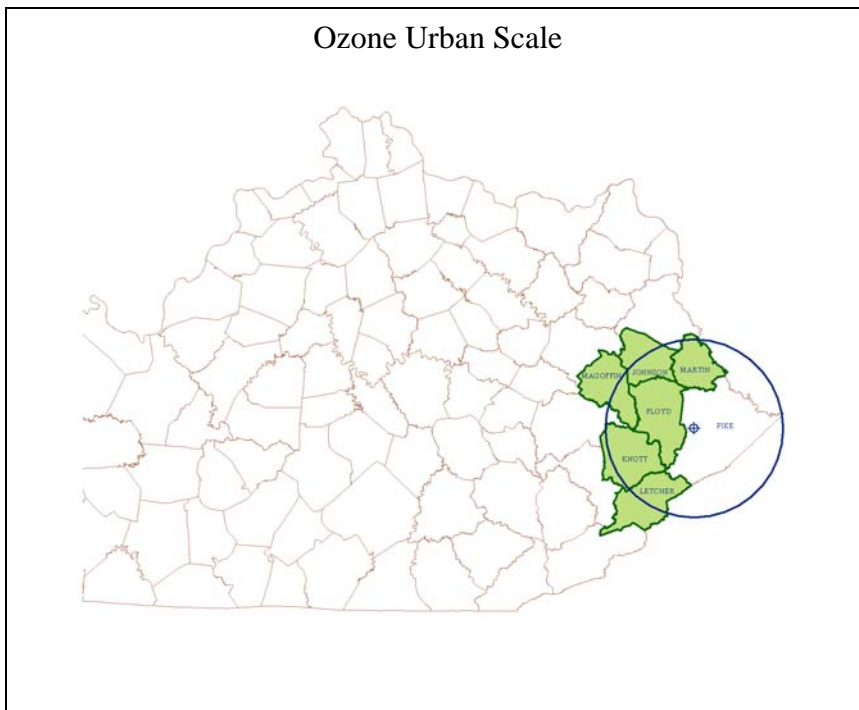 Ozone Urban Scale
MAGOFFIN
JOHNSON
MARTIN
FLOYD
PIKE
KNOTT
LETCHER